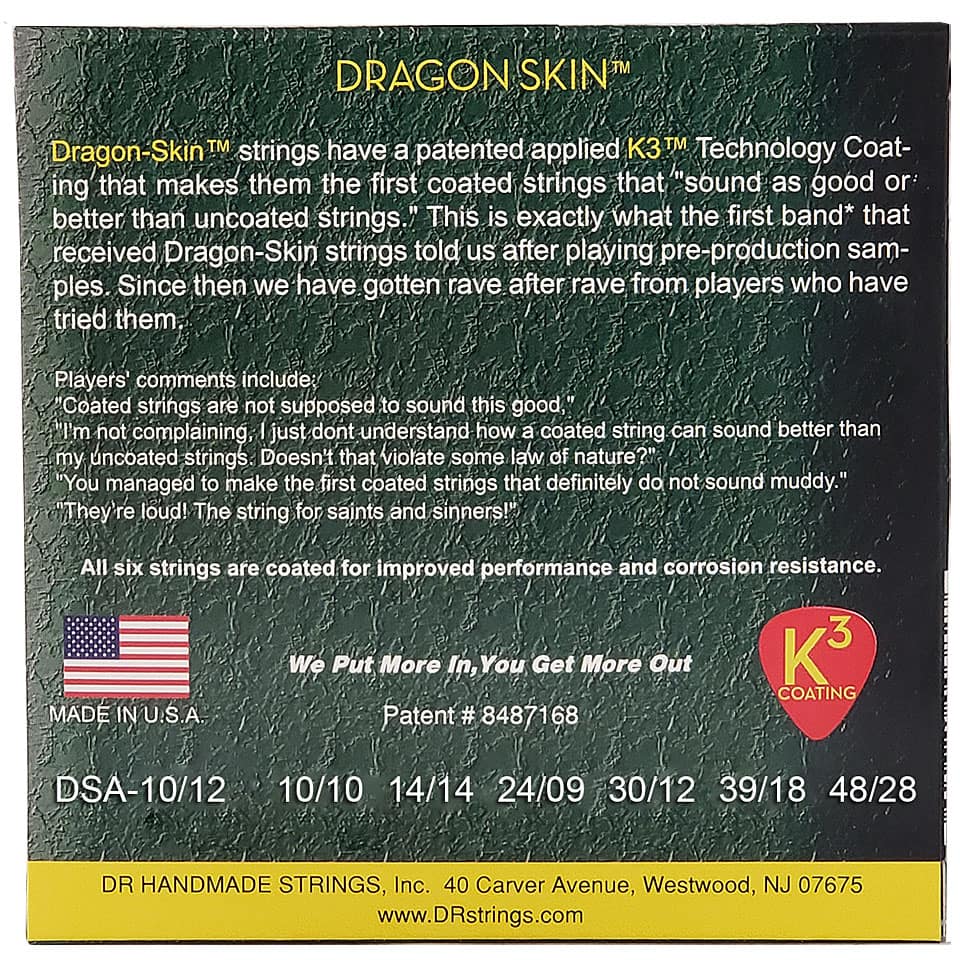 DRAGON SKIN™
Dragon-Skin™ strings have a patented applied K3™ Technology Coat-
ing that makes them the first coated strings that "sound as good or
better than uncoated strings." This is exactly what the first band* that
received Dragon-Skin strings told us after playing pre-production sam-
ples. Since then we have gotten rave after rave from players who have
tried them.
Players' comments include:
"Coated strings are not supposed to sound this good,"
"I'm not complaining, I just dont understand how a coated string can sound better than
my uncoated strings. Doesn't that violate some law of nature?"
"You managed to make the first coated strings that definitely do not sound muddy."
"They're loud! The string for saints and sinners!"
All six strings are coated for improved performance and corrosion resistance.
We Put More In,You Get More Out
K3
COATING
MADE IN U.S.A.
Patent # 8487168
DSA-10/12 10/10 14/14 24/09 30/12 39/18 48/28
DR HANDMADE STRINGS, Inc. 40 Carver Avenue, Westwood, NJ 07675
www.DRstrings.com